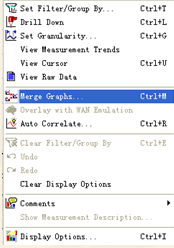 Set Filter/Group By... Ctrl+T
Drill Down Ctrl+L
Set Granularity... Ctrl+G
View Measurement Trends
View Cursor Ctrl+U
View Raw Data
Merge Graphs... Ctrl+M
Overlay with WAN Emulation
Auto Correlate... Ctrl+R
Clear Filter/Group By Ctrl+E
Undo
Redo
Clear Display Options
Comments
Show Measurement Description...
Display Options... Ctrl+I